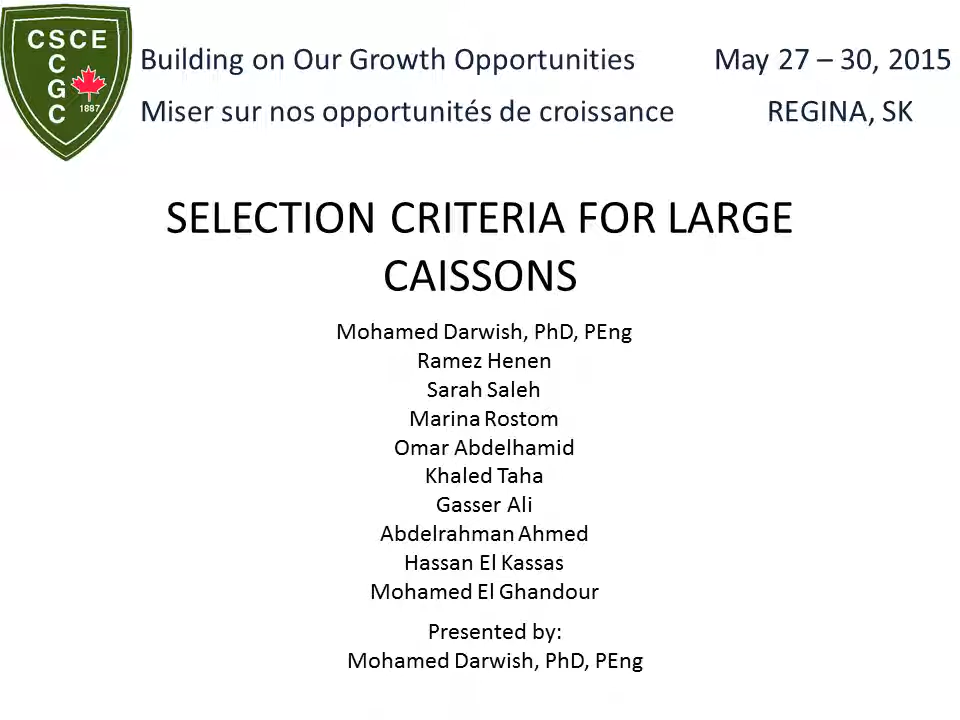 CSCE
C
G
C
1887
Building on Our Growth Opportunities May 27 – 30, 2015
Miser sur nos opportunités de croissance REGINA, SK
SELECTION CRITERIA FOR LARGE
CAISSONS
Mohamed Darwish, PhD, PEng
Ramez Henen
Sarah Saleh
Marina Rostom
Omar Abdelhamid
Khaled Taha
Gasser Ali
Abdelrahman Ahmed
Hassan El Kassas
Mohamed El Ghandour
Presented by:
Mohamed Darwish, PhD, PEng